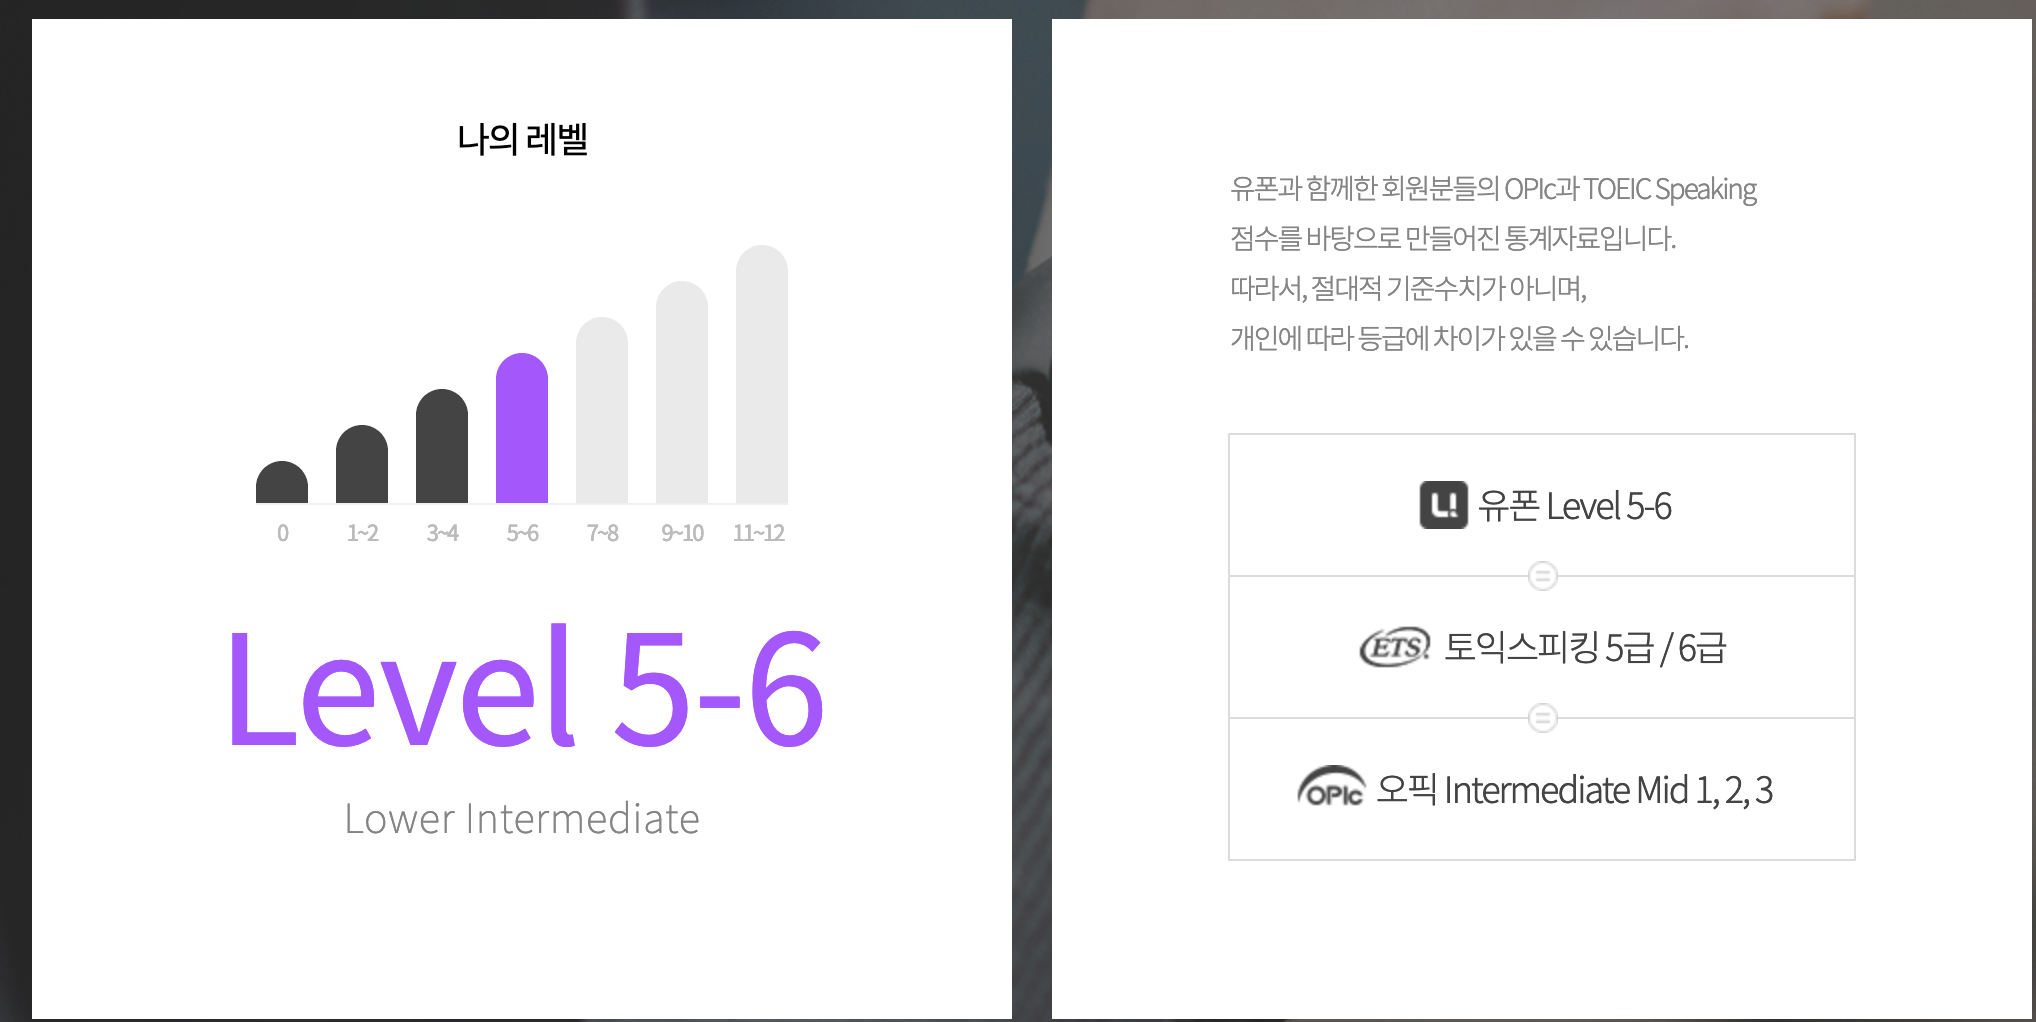 나의 레벨
0 1~2 3~4 5~6 7~8 9~10 11~12
Level 5-6
Lower Intermediate
유폰과 함께한 회원분들의 OPIc과 TOEIC Speaking
점수를 바탕으로 만들어진 통계자료입니다.
따라서, 절대적 기준수치가 아니며,
개인에 따라 등급에 차이가 있을 수 있습니다.
유폰 Level 5-6
=
ETS 토익스피킹 5급 / 6급
=
OPIc 오픽 Intermediate Mid 1, 2, 3